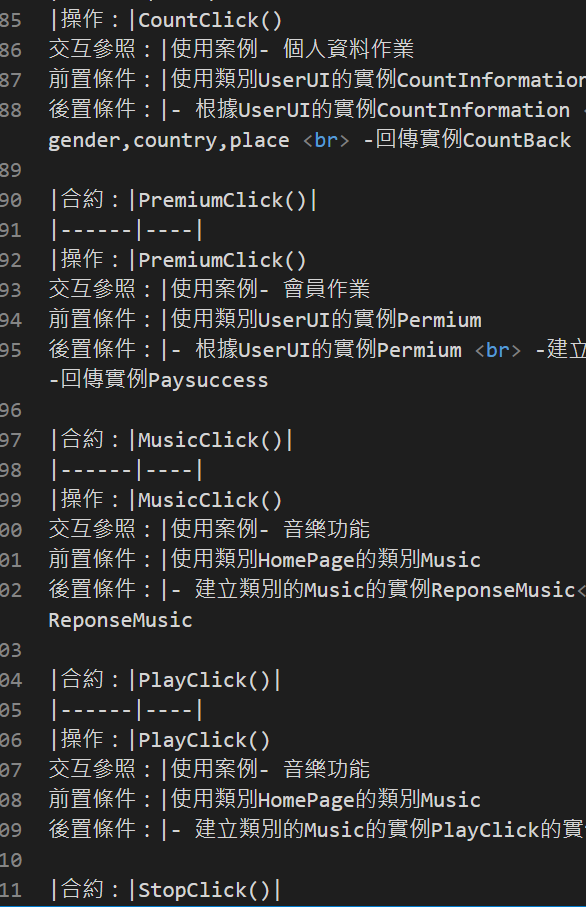 85 |操作：|CountClick()
86 交互參照：|使用案例- 個人資料作業
87 前置條件：|使用類別UserUI的實例CountInformation
88 後置條件：|- 根據UserUI的實例CountInformation <
gender,country,place <br> -回傳實例CountBack
89
90 |合約：|PremiumClick()|
91 |------|----|
92 |操作：|PremiumClick()
93 交互參照：|使用案例- 會員作業
94 前置條件：|使用類別UserUI的實例Permium
95 後置條件：|- 根據UserUI的實例Permium <br> -建立
-回傳實例Paysuccess
96
97 |合約：|MusicClick()|
98 |------|----|
99 |操作：|MusicClick()
00 交互參照：|使用案例- 音樂功能
01 前置條件：|使用類別HomePage的類別Music
02 後置條件：|- 建立類別的Music的實例ReponseMusic<
ReponseMusic
03
04 |合約：|PlayClick()|
05 |------|----|
06 |操作：|PlayClick()
07 交互參照：|使用案例- 音樂功能
08 前置條件：|使用類別HomePage的類別Music
09 後置條件：|- 建立類別的Music的實例PlayClick的實
10
11 |合約：|StopClick()|